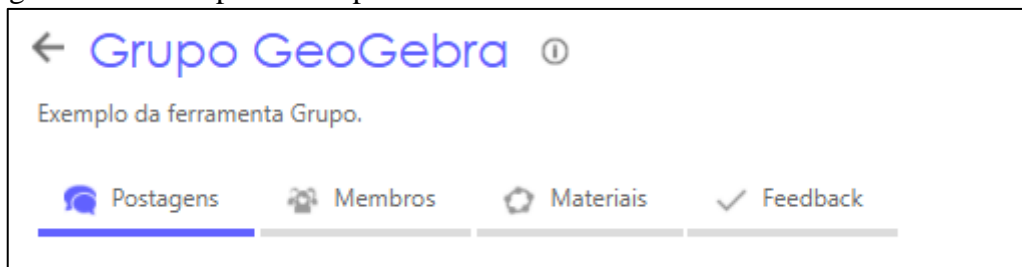 Grupo GeoGebra
Exemplo da ferramenta Grupo.
Postagens Membros Materiais Feedback